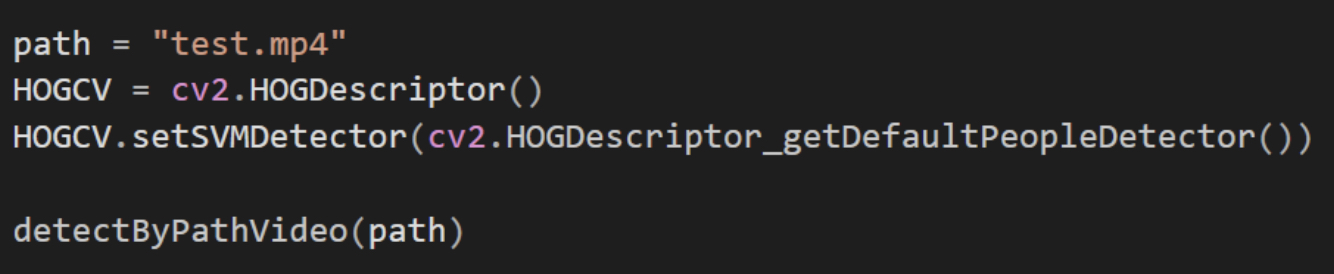 path = "test.mp4"
HOGCV = cv2.HOGDescriptor()
HOGCV.setSVMDetector(cv2.HOGDescriptor_getDefaultPeopleDetector())
detectByPathVideo(path)